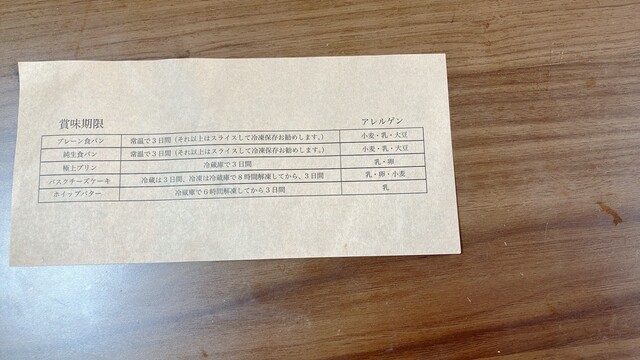 賞味期限 アレルゲン
プレーン食パン 常温で3日間(それ以上はスライスして冷凍保存お勧めします。) 小麦・乳・大豆
純生食パン 常温で3日間(それ以上はスライスして冷凍保存お勧めします。) 小麦・乳・大豆
極上プリン 冷蔵庫で3日間 乳・卵
バスクチーズケーキ 冷蔵は3日間、冷凍は冷蔵庫で8時間解凍してから、3日間 乳・卵・小麦
ホイップバター 冷蔵庫で6時間解凍してから3日間 乳